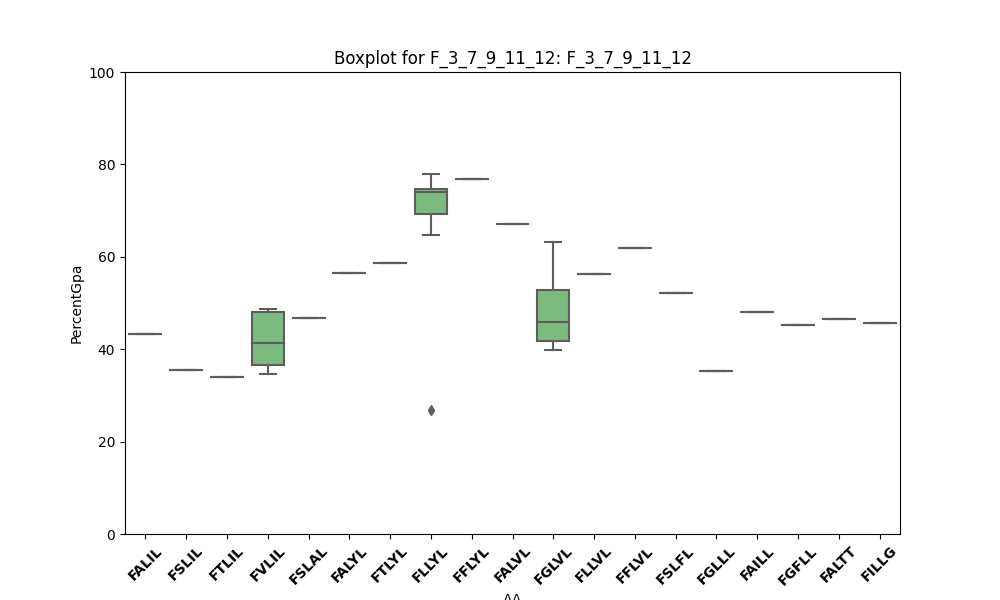 Boxplot for F_3_7_9_11_12: F_3_7_9_11_12
100
80
60
40
20
0
PercentGpa
FALIL FSLIL FTLIL FVLIL FSLAL FALYL FTLYL FLLYL FFLYL FALVL FGLVL FLLVL FFLVL FSLFL FGLLL FAILL FGFLL FALTT FILLG
AA